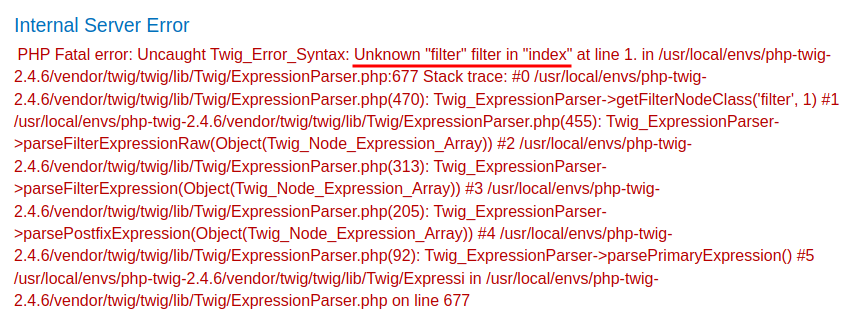 Internal Server Error
PHP Fatal error: Uncaught Twig_Error_Syntax: Unknown "filter" filter in "index" at line 1. in /usr/local/envs/php-twig-
2.4.6/vendor/twig/twig/lib/Twig/ExpressionParser.php:677 Stack trace: #0 /usr/local/envs/php-twig-
2.4.6/vendor/twig/twig/lib/Twig/ExpressionParser.php(470): Twig_ExpressionParser->getFilterNodeClass('filter', 1) #1
/usr/local/envs/php-twig-2.4.6/vendor/twig/twig/lib/Twig/ExpressionParser.php(455): Twig_ExpressionParser-
>parseFilterExpressionRaw(Object(Twig_Node_Expression_Array)) #2 /usr/local/envs/php-twig-
2.4.6/vendor/twig/twig/lib/Twig/ExpressionParser.php(313): Twig_ExpressionParser-
>parseFilterExpression(Object(Twig_Node_Expression_Array)) #3 /usr/local/envs/php-twig-
2.4.6/vendor/twig/twig/lib/Twig/ExpressionParser.php(205): Twig_ExpressionParser-
>parsePostfixExpression(Object(Twig_Node_Expression_Array)) #4 /usr/local/envs/php-twig-
2.4.6/vendor/twig/twig/lib/Twig/ExpressionParser.php(92): Twig_ExpressionParser->parsePrimaryExpression() #5
/usr/local/envs/php-twig-2.4.6/vendor/twig/twig/lib/Twig/Expressi in /usr/local/envs/php-twig-
2.4.6/vendor/twig/twig/lib/Twig/ExpressionParser.php on line 677